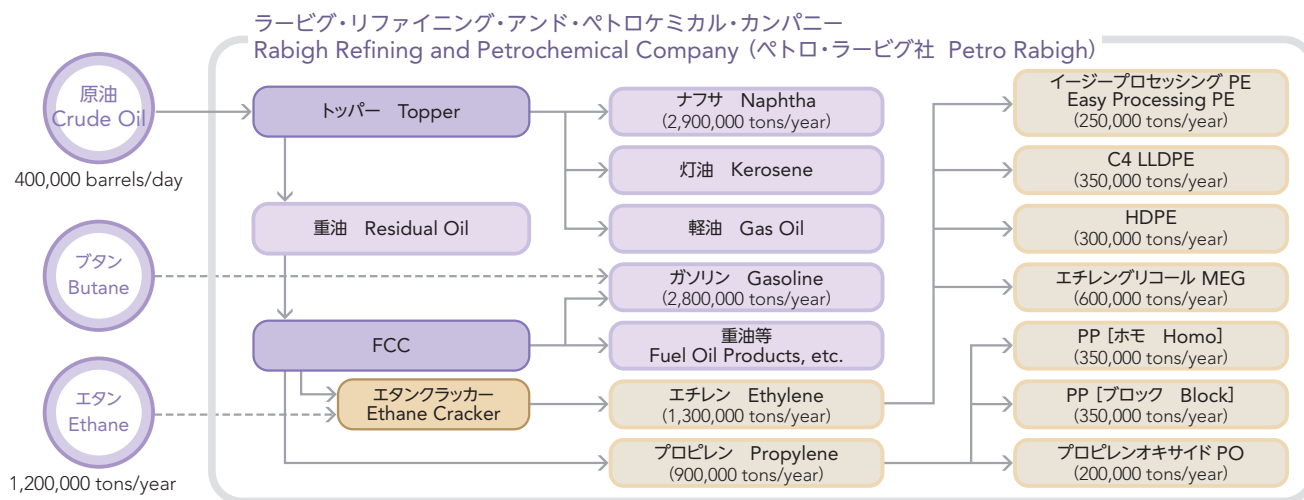 ラービグ・リファイニング・アンド・ペトロケミカル・カンパニー
Rabigh Refining and Petrochemical Company (ペトロ・ラービグ社 Petro Rabigh)
原油
Crude Oil
400,000 barrels/day
ブタン
Butane
エタン
Ethane
1,200,000 tons/year
トッパー Topper
重油 Residual Oil
FCC
エタンクラッカー
Ethane Cracker
ナフサ Naphtha
(2,900,000 tons/year)
灯油 Kerosene
軽油 Gas Oil
ガソリン Gasoline
(2,800,000 tons/year)
重油等
Fuel Oil Products, etc.
エチレン Ethylene
(1,300,000 tons/year)
プロピレン Propylene
(900,000 tons/year)
イージープロセッシング PE
Easy Processing PE
(250,000 tons/year)
C4 LLDPE
(350,000 tons/year)
HDPE
(300,000 tons/year)
エチレングリコール MEG
(600,000 tons/year)
PP [ホモ Homo]
(350,000 tons/year)
PP [ブロック Block]
(350,000 tons/year)
プロピレンオキサイド PO
(200,000 tons/year)